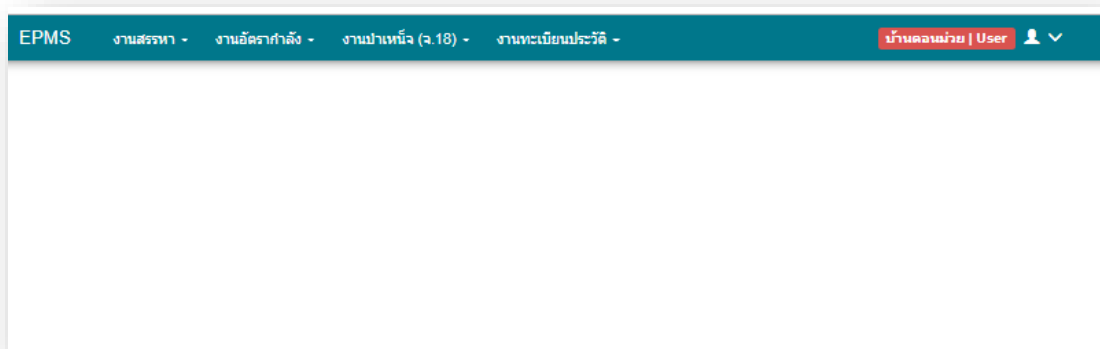 EPMS งานสรรหา งานอัตรากำลัง งานบำเหน็จ (จ.18) งานทะเบียนประวัติ บ้านดอนม่วย | User